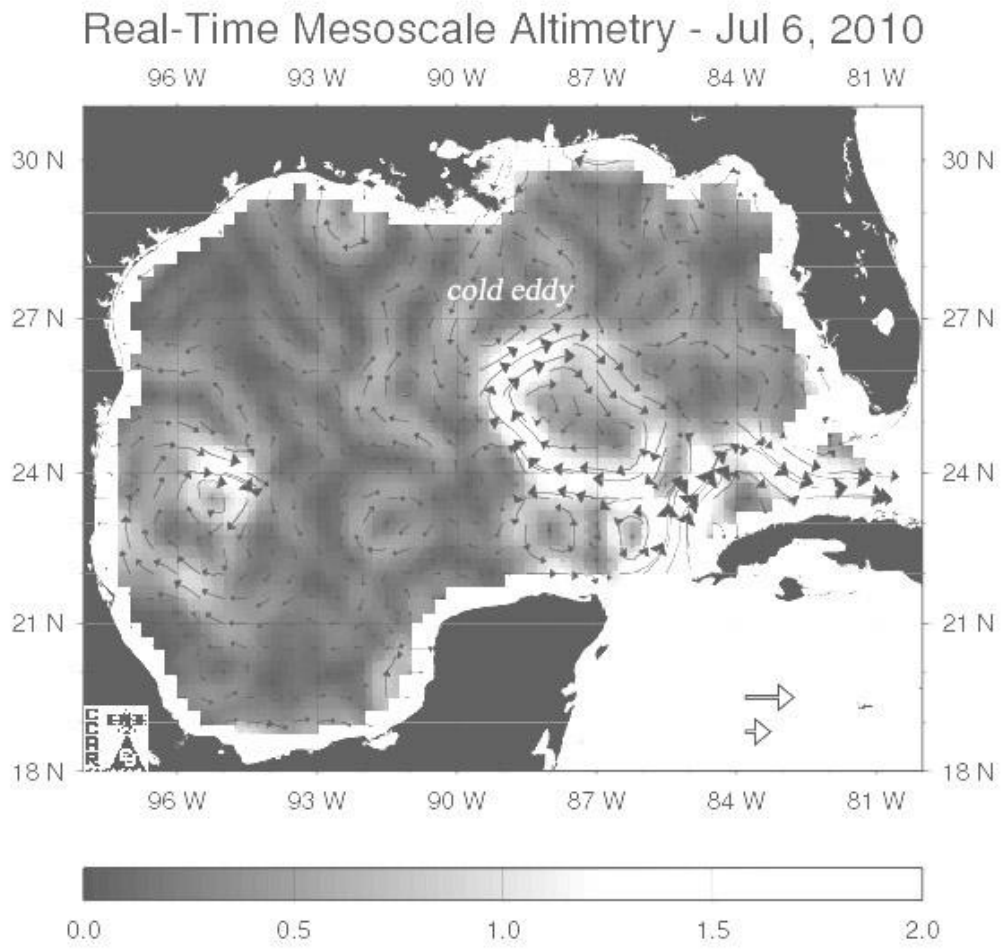 Real-Time Mesoscale Altimetry - Jul 6, 2010
96 W 93 W 90 W 87 W 84 W 81 W
30 N 30 N
cold eddy
27 N 27 N
24 N 24 N
21 N 21 N
CCAR
18 N 18 N
96 W 93 W 90 W 87 W 84 W 81 W
0.0 0.5 1.0 1.5 2.0